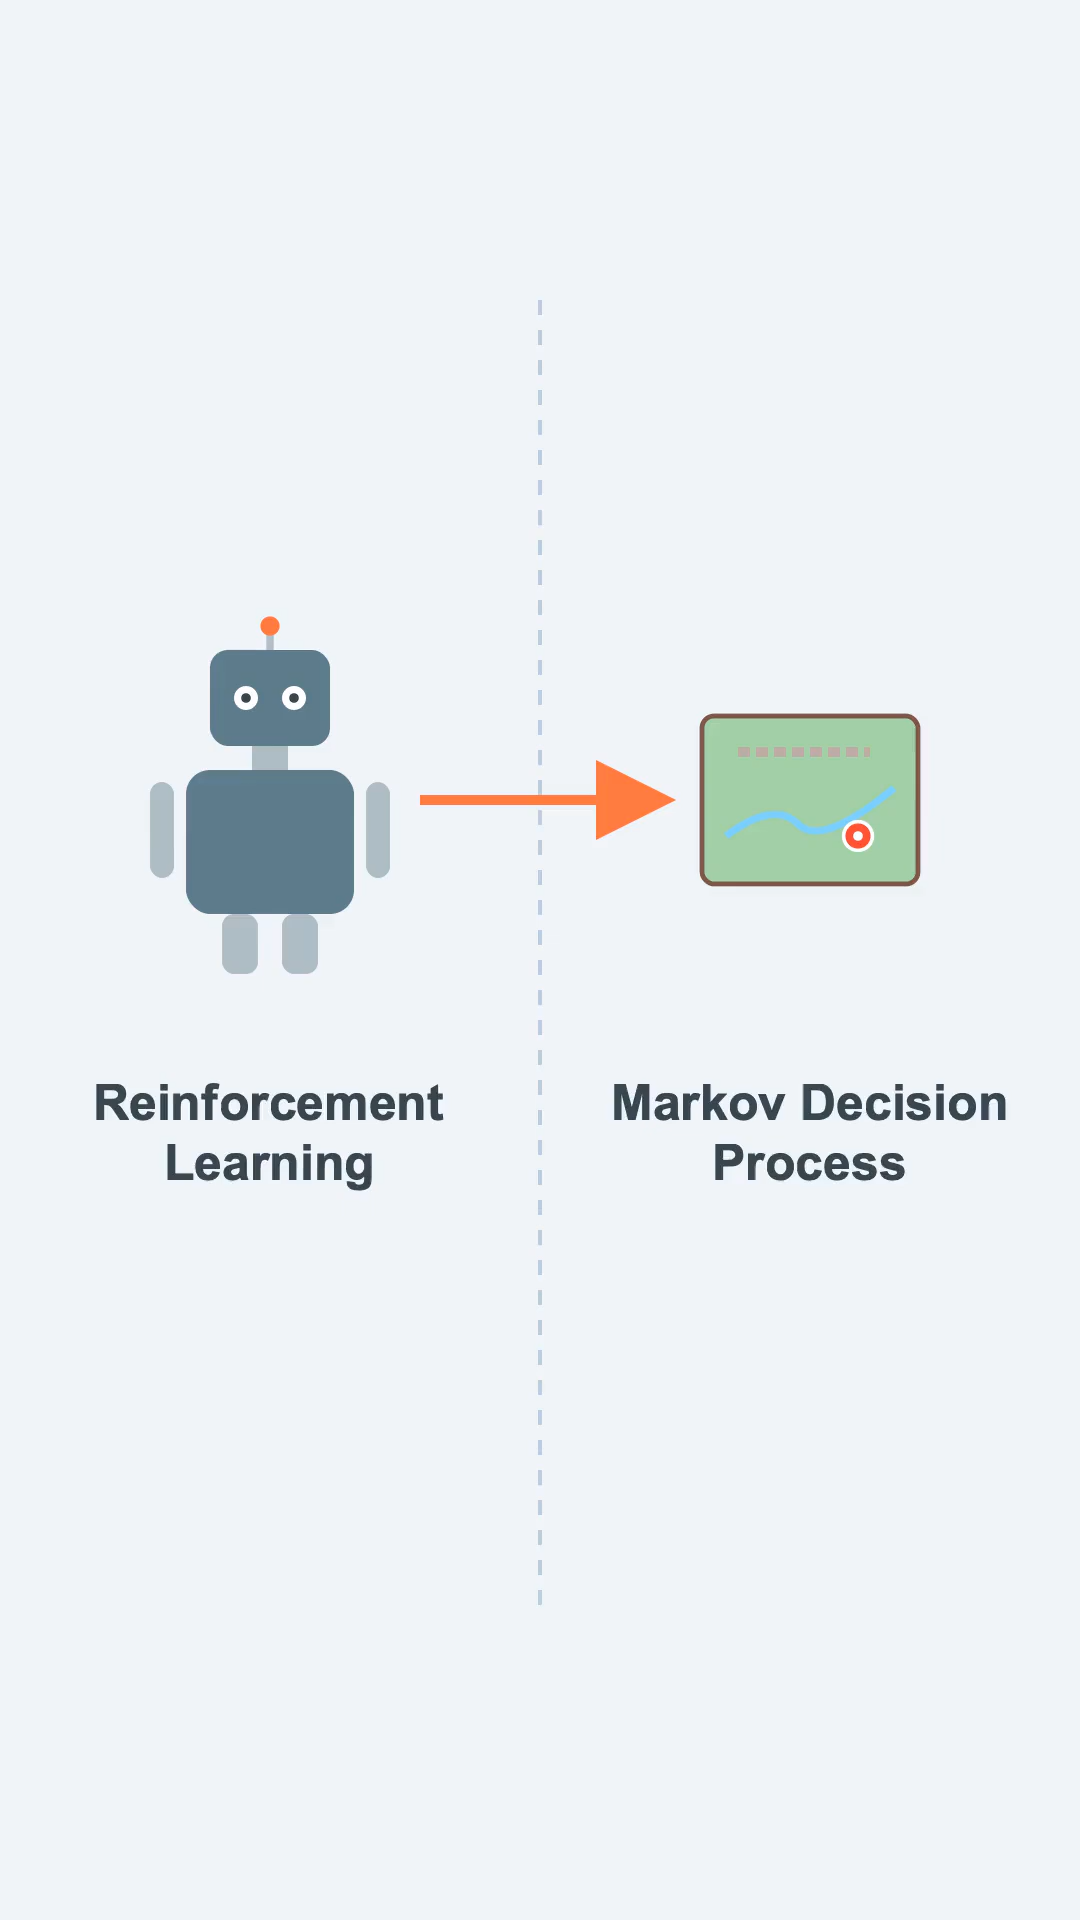 Reinforcement
Learning
Markov Decision
Process